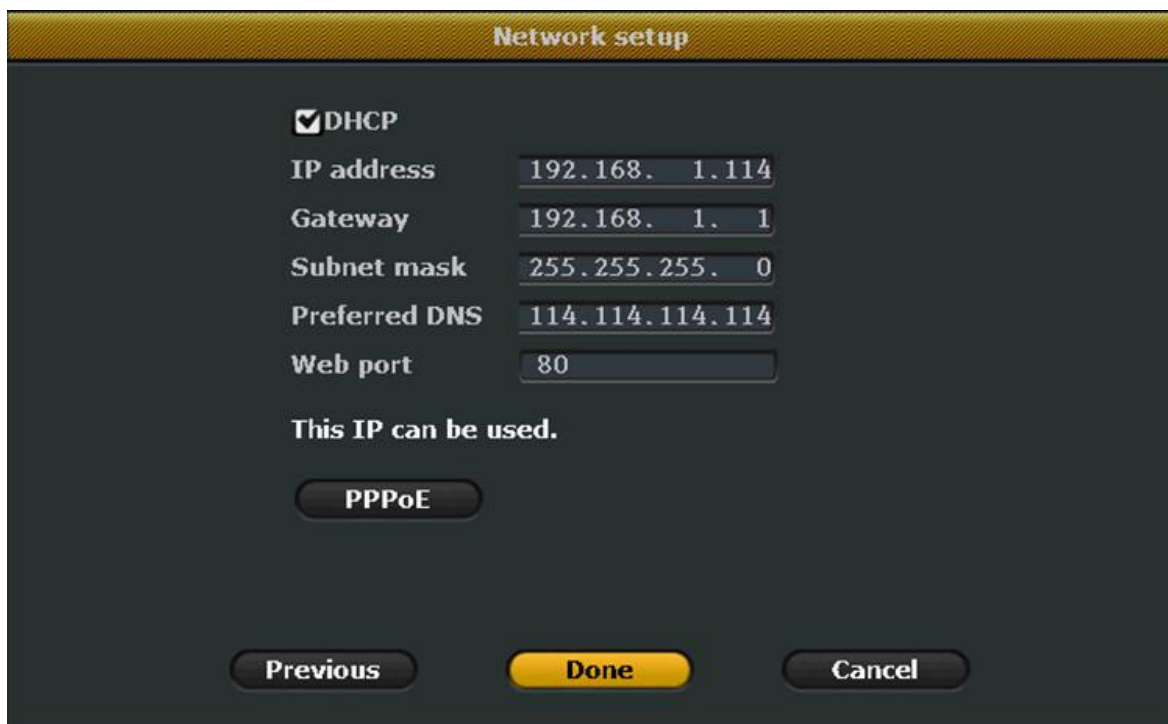 Network setup
DHCP
IP address 192.168. 1.114
Gateway 192.168. 1. 1
Subnet mask 255.255.255. 0
Preferred DNS 114.114.114.114
Web port 80
This IP can be used.
PPPoE
Previous Done Cancel